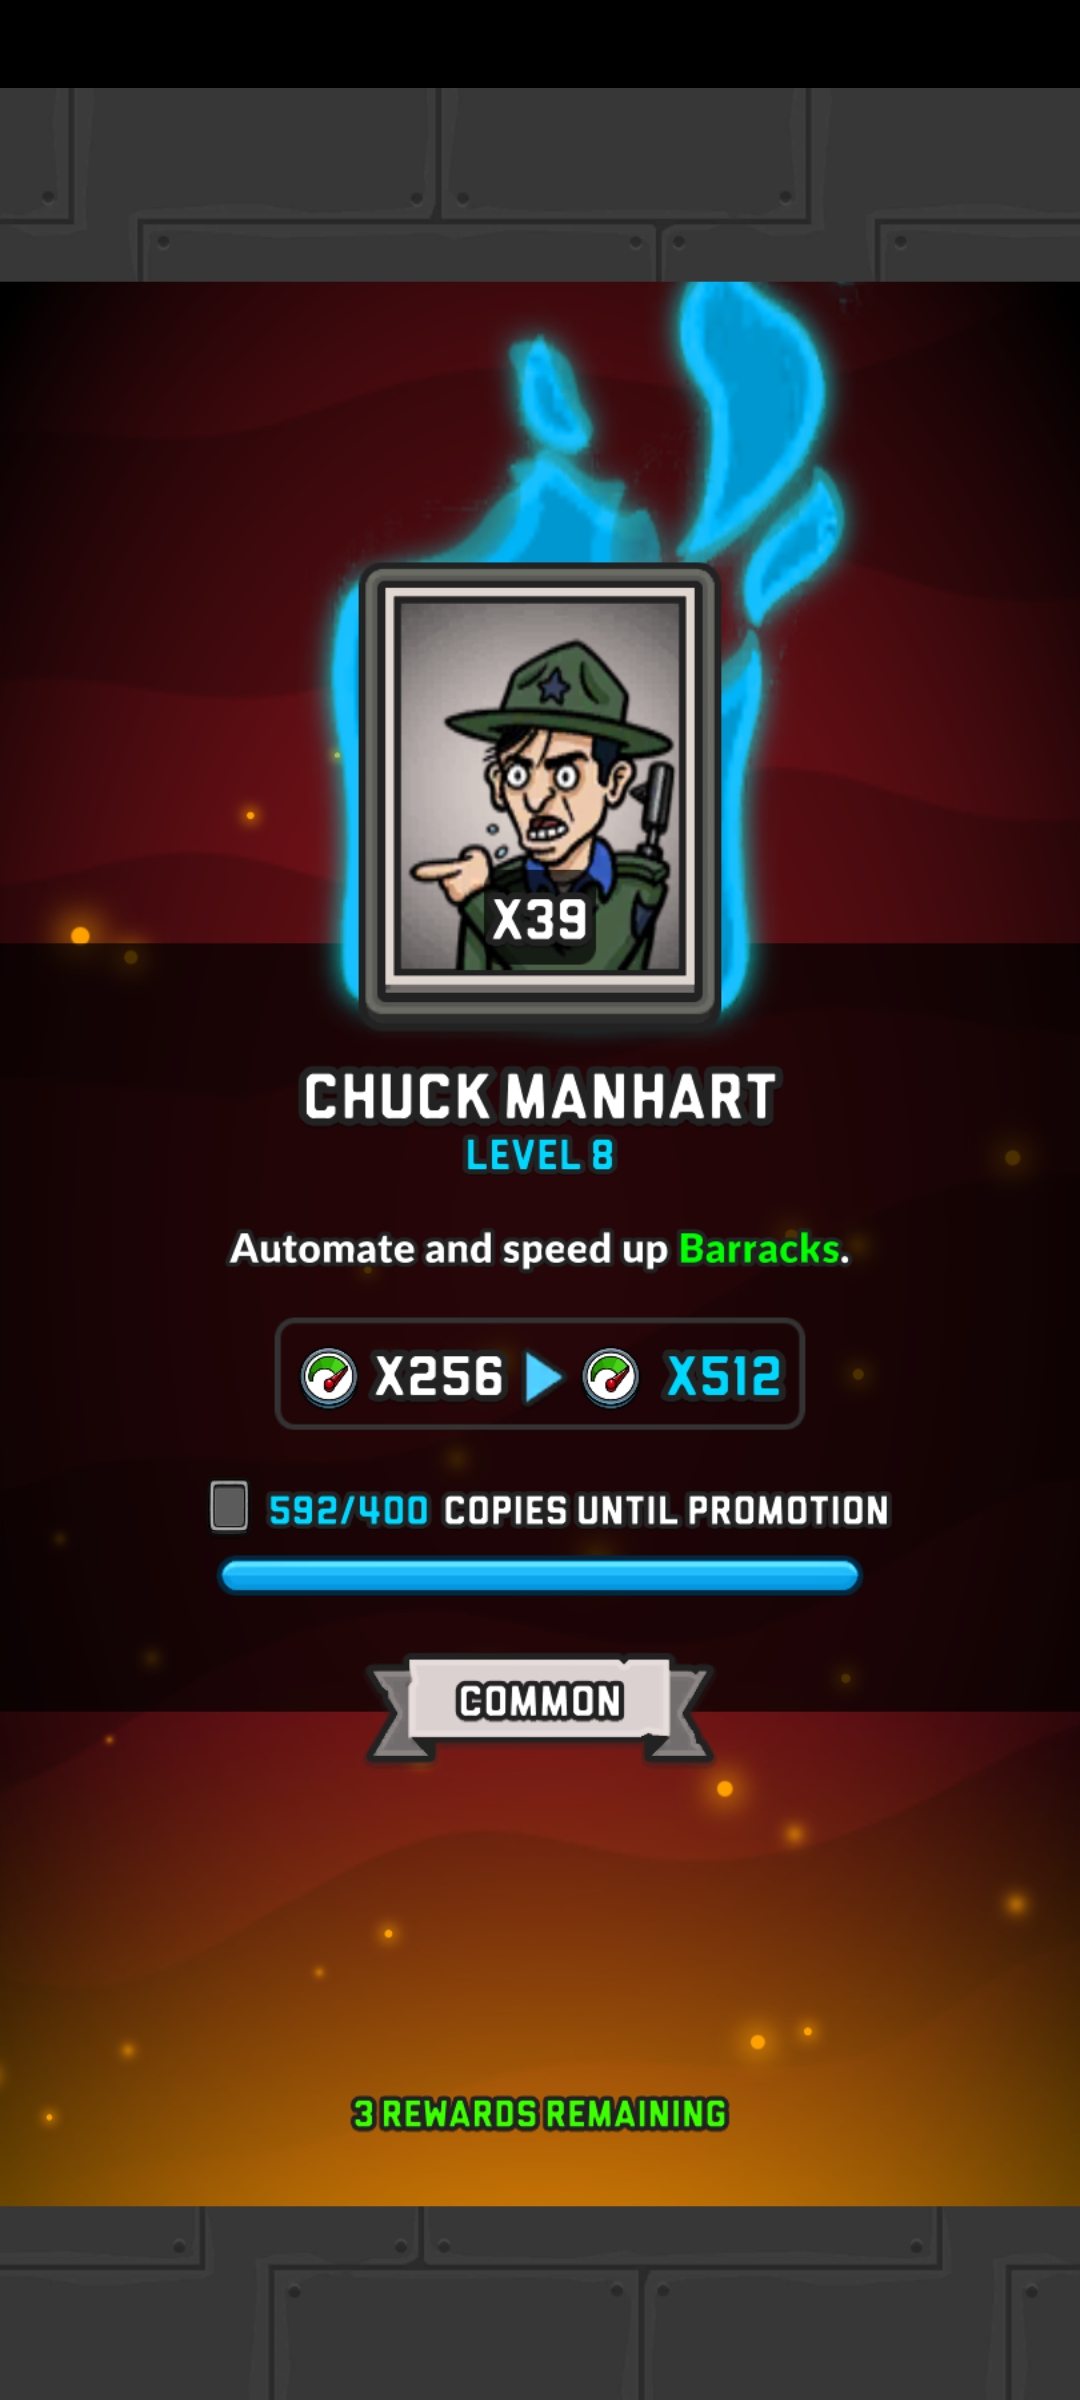 X39
CHUCK MANHART
LEVEL 8
Automate and speed up Barracks.
X256 X512
592/400 COPIES UNTIL PROMOTION
COMMON
3 REWARDS REMAINING